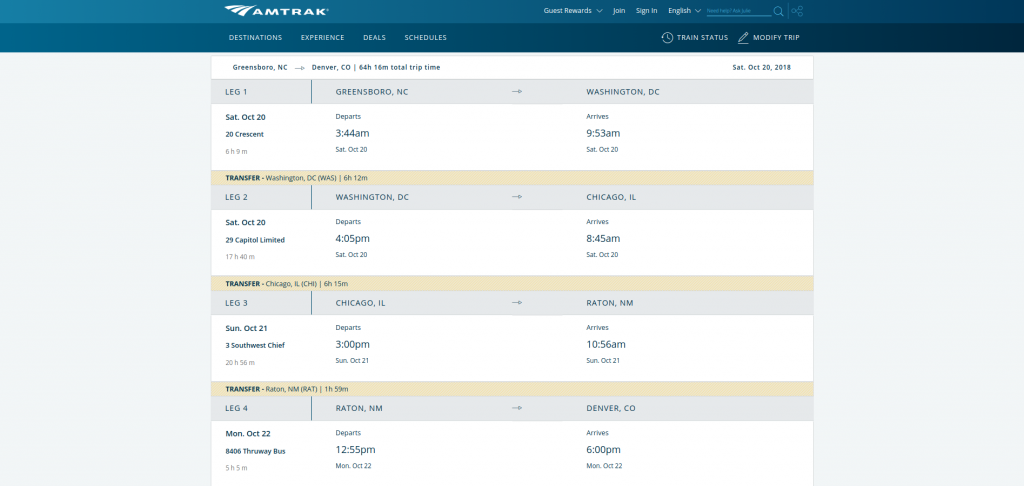 AMTRAK
Guest Rewards Join Sign In English Need help? Ask Julie
DESTINATIONS EXPERIENCE DEALS SCHEDULES TRAIN STATUS MODIFY TRIP
Greensboro, NC Denver, CO | 64h 16m total trip time Sat. Oct 20, 2018
LEG 1 GREENSBORO, NC WASHINGTON, DC
Sat. Oct 20 Departs Arrives
20 Crescent 3:44am 9:53am
6 h 9 m Sat. Oct 20 Sat. Oct 20
TRANSFER - Washington, DC (WAS) | 6h 12m
LEG 2 WASHINGTON, DC CHICAGO, IL
Sat. Oct 20 Departs Arrives
29 Capitol Limited 4:05pm 8:45am
17 h 40 m Sat. Oct 20 Sat. Oct 20
TRANSFER - Chicago, IL (CHI) | 6h 15m
LEG 3 CHICAGO, IL RATON, NM
Sun. Oct 21 Departs Arrives
3 Southwest Chief 3:00pm 10:56am
20 h 56 m Sun. Oct 21 Sun. Oct 21
TRANSFER - Raton, NM (RAT) | 1h 59m
LEG 4 RATON, NM DENVER, CO
Mon. Oct 22 Departs Arrives
8406 Thruway Bus 12:55pm 6:00pm
5 h 5 m Mon. Oct 22 Mon. Oct 22